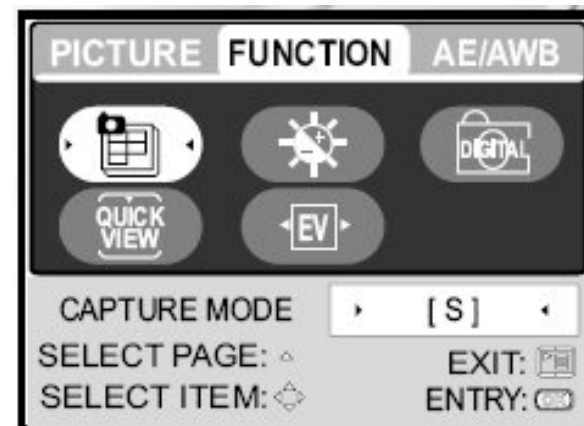 PICTURE FUNCTION AE/AWB
DIGITAL
QUICK
VIEW
EV
CAPTURE MODE [ S ]
SELECT PAGE: EXIT:
SELECT ITEM: ENTRY: